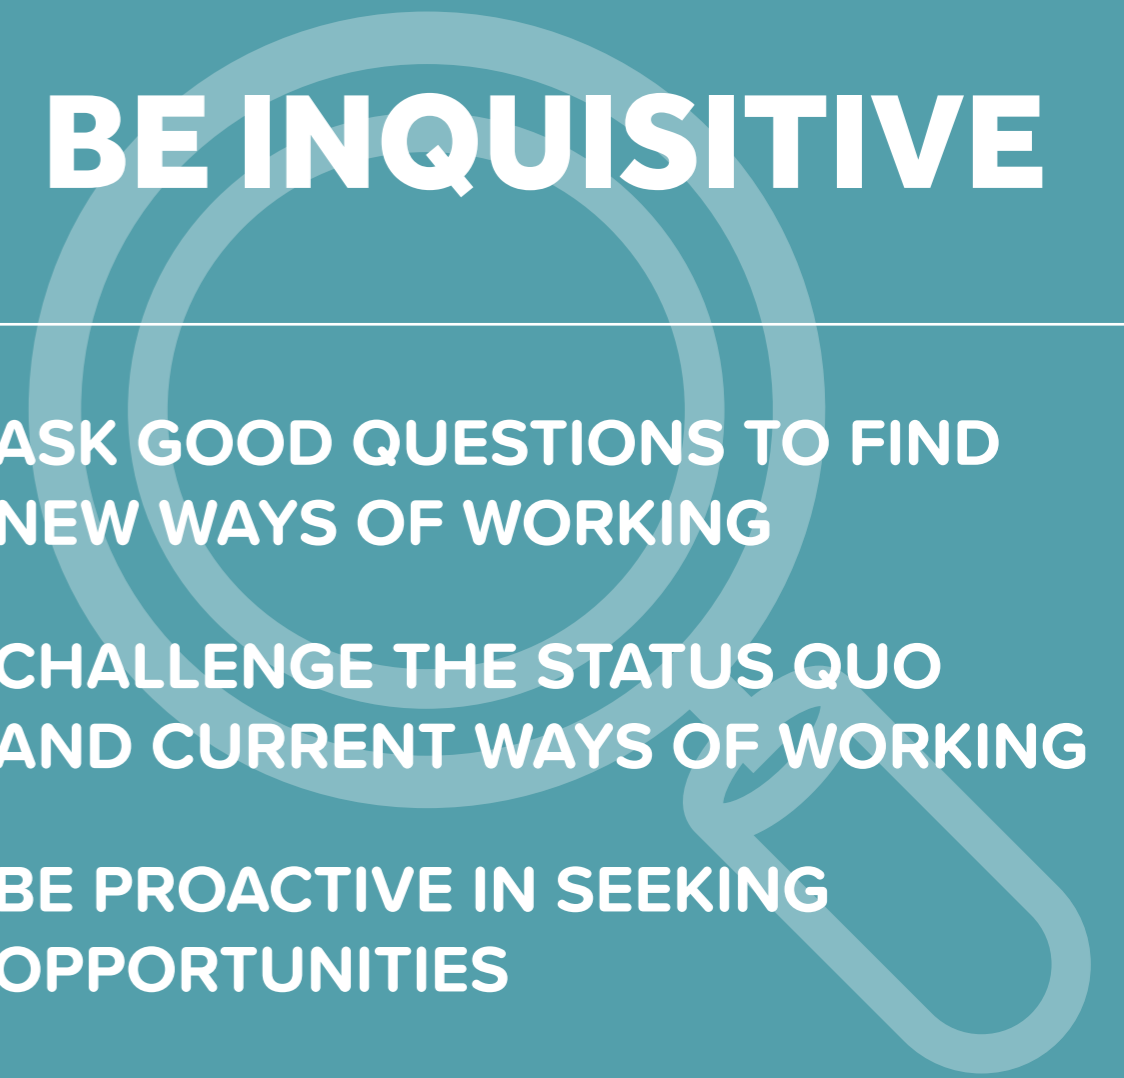 BE INQUISITIVE
ASK GOOD QUESTIONS TO FIND
NEW WAYS OF WORKING
CHALLENGE THE STATUS QUO
AND CURRENT WAYS OF WORKING
BE PROACTIVE IN SEEKING
OPPORTUNITIES